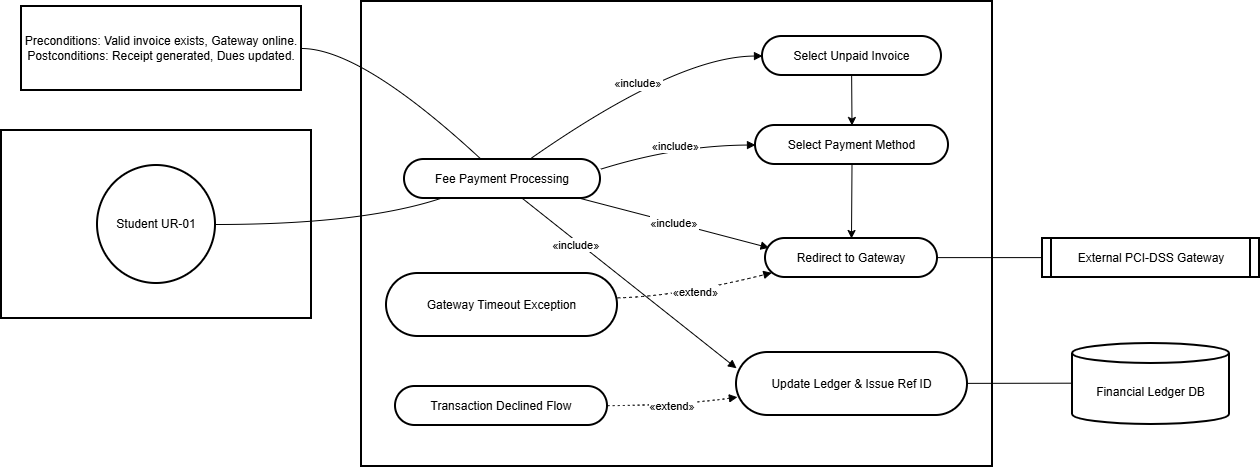 Preconditions: Valid invoice exists, Gateway online.
Postconditions: Receipt generated, Dues updated.
Select Unpaid Invoice
«include»
Select Payment Method
«include»
Fee Payment Processing
Student UR-01
«include»
«include»
Redirect to Gateway
External PCI-DSS Gateway
Gateway Timeout Exception
«extend»
Update Ledger & Issue Ref ID
Financial Ledger DB
Transaction Declined Flow
«extend»